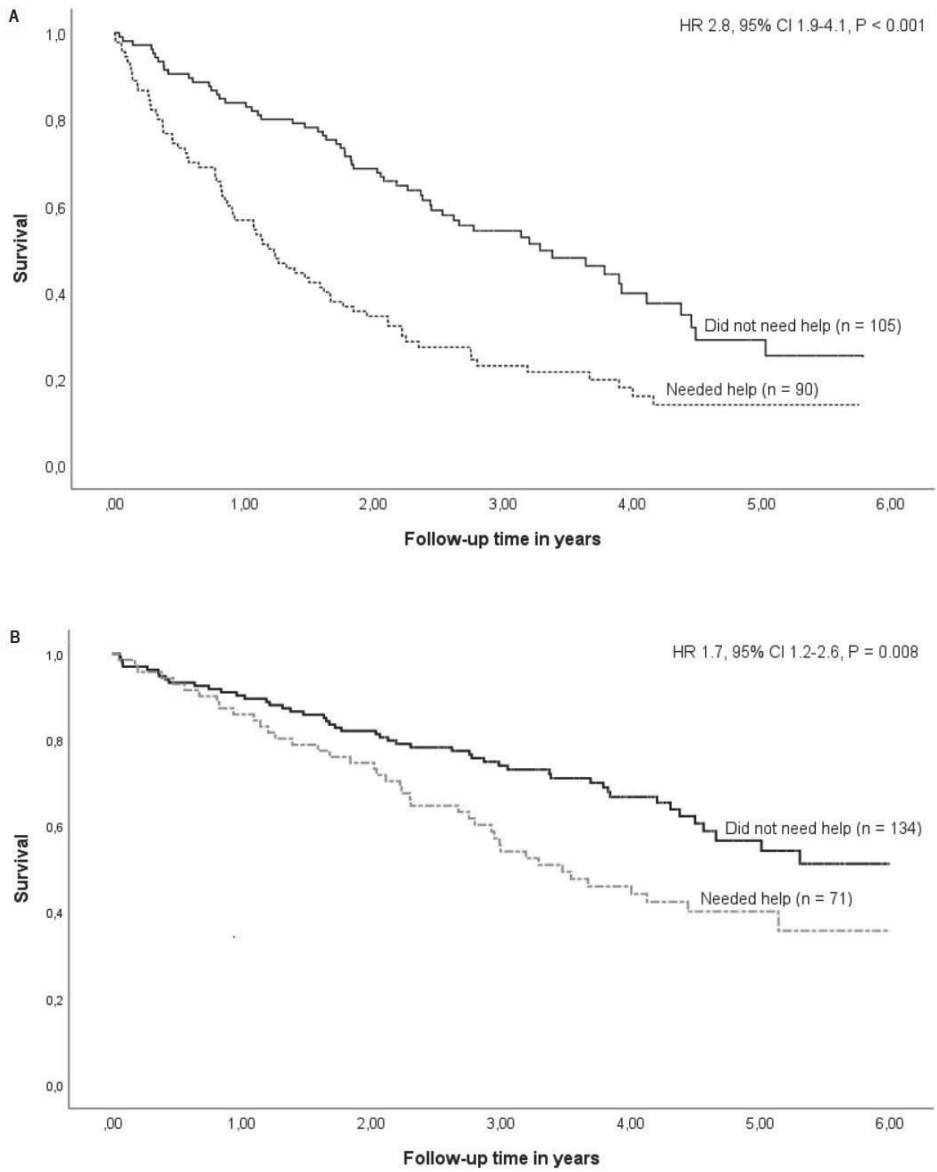 A
HR 2.8, 95% CI 1.9-4.1, P < 0.001
1,0
0,8
0,6
0,4
0,2
0,0
Survival
Did not need help (n = 105)
Needed help (n = 90)
,00 1,00 2,00 3,00 4,00 5,00 6,00
Follow-up time in years
B
HR 1.7, 95% CI 1.2-2.6, P = 0.008
1,0
0,8
0,6
0,4
0,2
0,0
Survival
Did not need help (n = 134)
Needed help (n = 71)
,00 1,00 2,00 3,00 4,00 5,00 6,00
Follow-up time in years